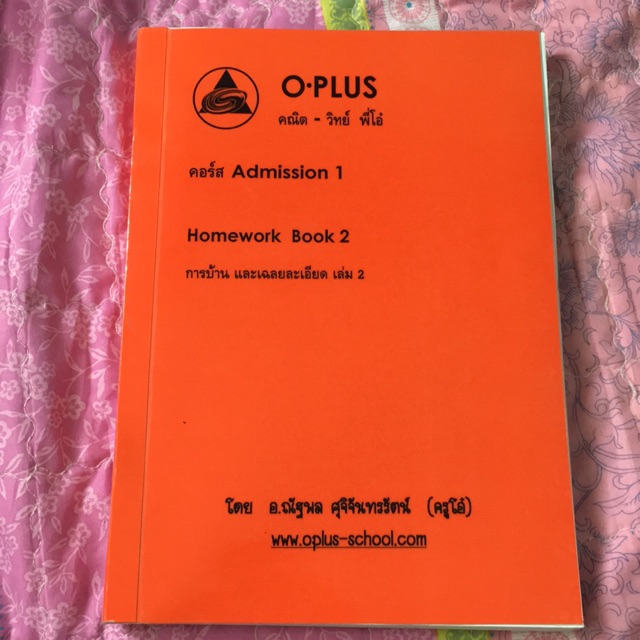 O·PLUS
คณิต - วิทย์ พี่โอ๋
คอร์ส Admission 1
Homework Book 2
การบ้าน และเฉลยละเอียด เล่ม 2
โดย อ.ณัฐพล ศุจิจันทรรัตน์ (ครูโอ๋)
www.oplus-school.com